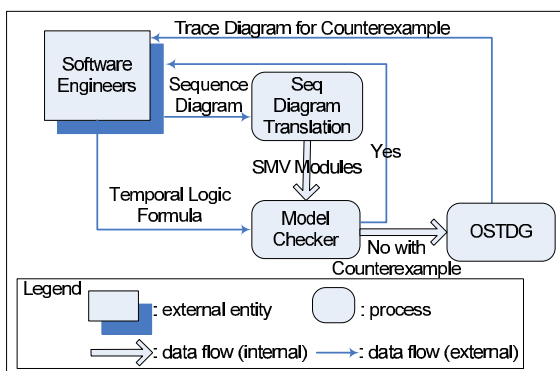 Trace Diagram for Counterexample
Software
Engineers
Sequence
Diagram
Seq
Diagram
Translation
Yes
SMV Modules
Temporal Logic
Formula
Model
Checker
OSTDG
No with
Counterexample
Legend
: external entity
: process
: data flow (internal)
: data flow (external)